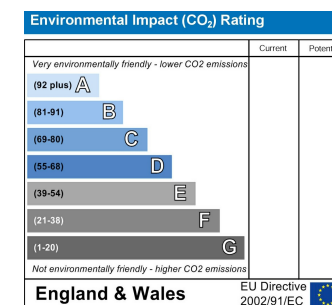 Environmental Impact (CO₂) Rating
Current Potent
Very environmentally friendly - lower CO2 emissions
(92 plus) A
(81-91) B
(69-80) C
(55-68) D
(39-54) E
(21-38) F
(1-20) G
Not environmentally friendly - higher CO2 emissions
England & Wales
EU Directive
2002/91/EC